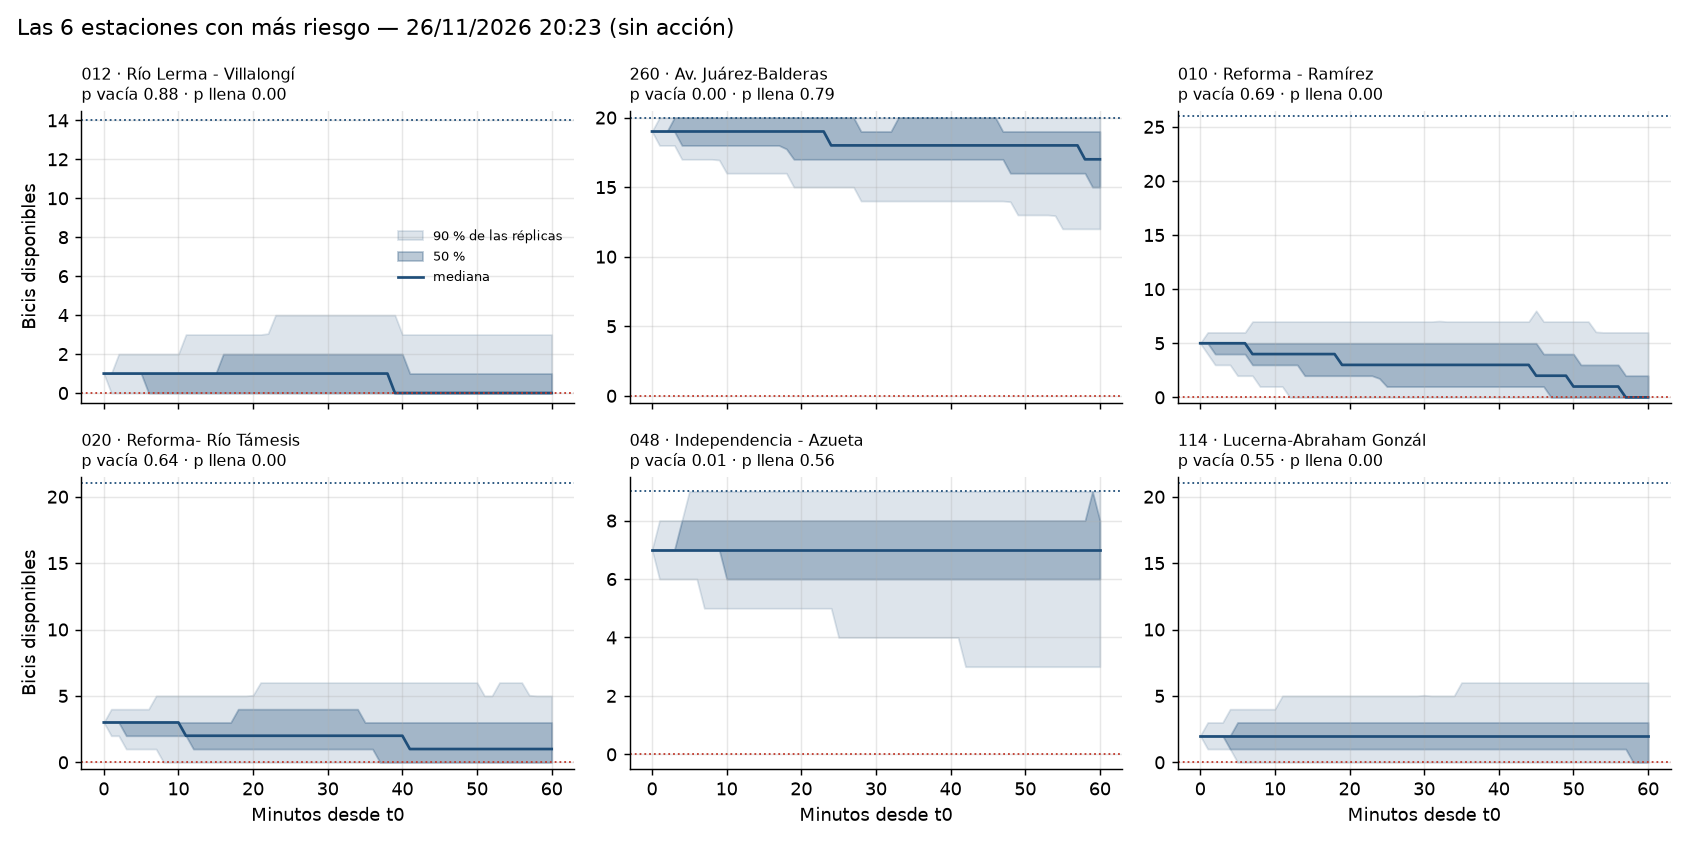 Las 6 estaciones con más riesgo — 26/11/2026 20:23 (sin acción)
012 · Río Lerma - Villalongí
p vacía 0.88 · p llena 0.00
14
12
10
8
6
4
2
0
Bicis disponibles
90 % de las réplicas
50 %
mediana
260 · Av. Juárez-Balderas
p vacía 0.00 · p llena 0.79
20
15
10
5
0
010 · Reforma - Ramírez
p vacía 0.69 · p llena 0.00
25
20
15
10
5
0
020 · Reforma- Río Támesis
p vacía 0.64 · p llena 0.00
20
15
10
5
0
Bicis disponibles
0 10 20 30 40 50 60
Minutos desde t0
048 · Independencia - Azueta
p vacía 0.01 · p llena 0.56
8
6
4
2
0
0 10 20 30 40 50 60
Minutos desde t0
114 · Lucerna-Abraham Gonzál
p vacía 0.55 · p llena 0.00
20
15
10
5
0
0 10 20 30 40 50 60
Minutos desde t0